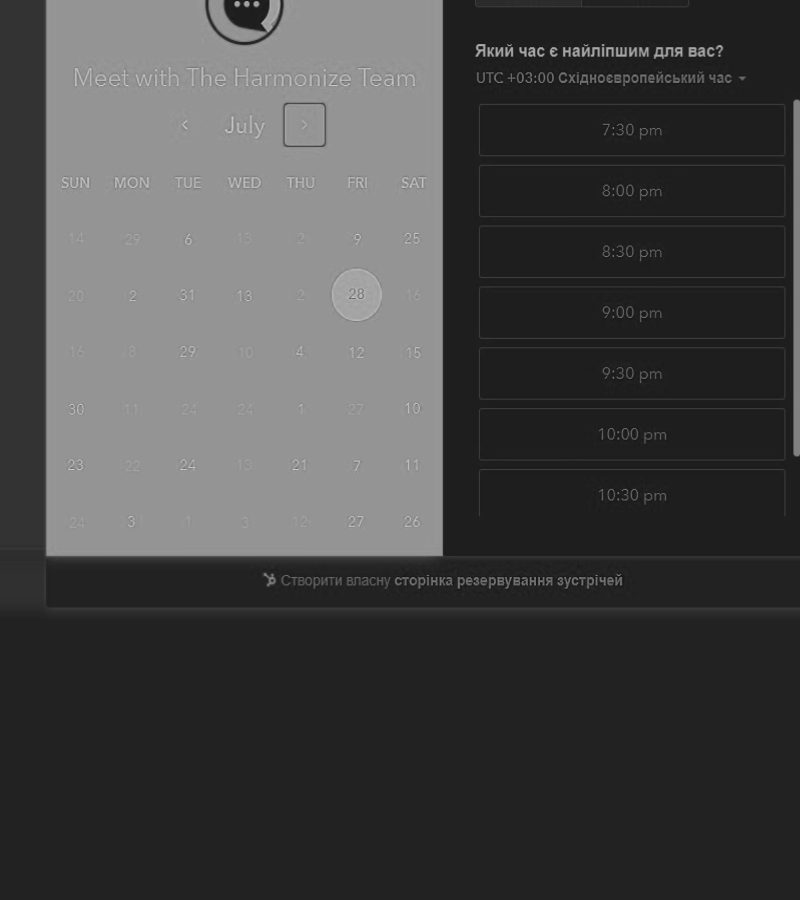 Meet with The Harmonize Team
July
SUN MON TUE WED THU FRI SAT
14 29 6 13 2 9 25
20 2 31 13 2 28 16
16 8 29 10 4 12 15
30 11 24 24 1 27 10
23 22 24 13 21 7 11
24 3 1 3 12 27 26
Який час є найліпшим для вас?
UTC +03:00 Східноєвропейський час
7:30 pm
8:00 pm
8:30 pm
9:00 pm
9:30 pm
10:00 pm
10:30 pm
Створити власну сторінка резервування зустрічей